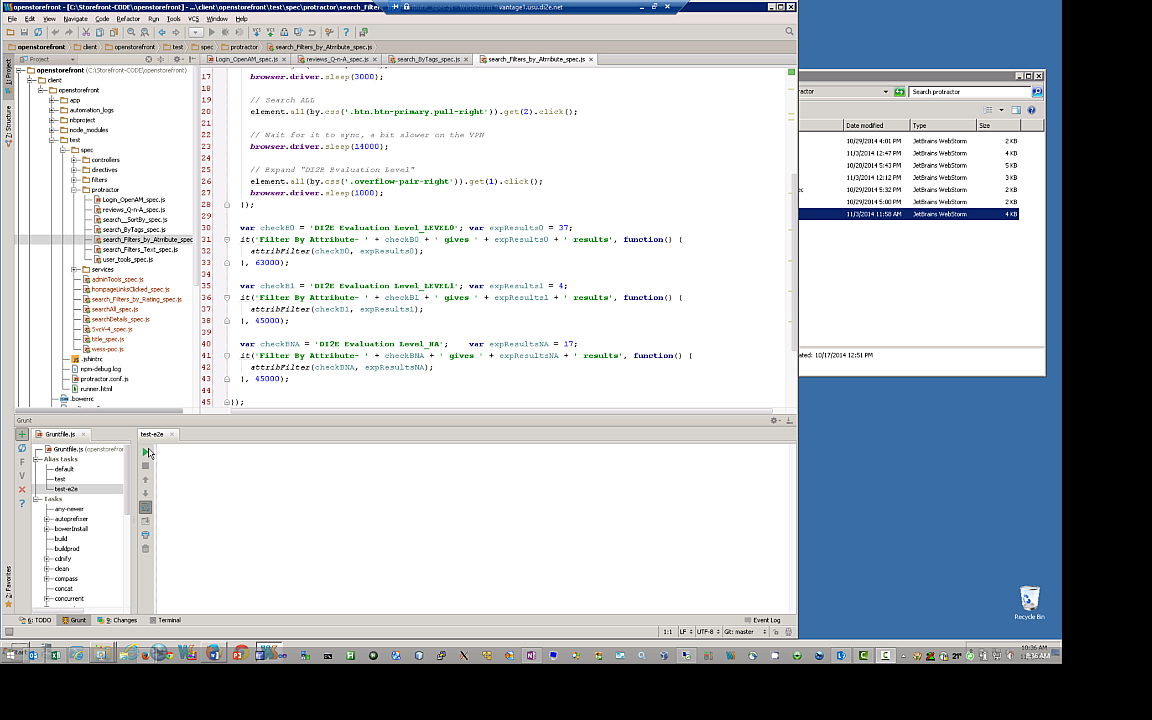 openstorefront - [C:\Storefront-CODE\openstorefront] - ...\client\openstorefront\test\spec\protractor\search_Filters
vantage1.usu.di2e.net
File Edit View Navigate Code Refactor Run Tools VCS Window Help
openstorefront client openstorefront test spec protractor search_Filters_by_Attribute_spec.js
Project
Login_OpenAM_spec.js reviews_Q-n-A_spec.js search_ByTags_spec.js search_Filters_by_Attribute_spec.js
openstorefront (C:\Storefront-CODE\openstorefront)
client
openstorefront
app
automation_logs
nbproject
node_modules
test
spec
controllers
directives
filters
protractor
Login_OpenAM_spec.js
reviews_Q-n-A_spec.js
search__SortBy_spec.js
search_ByTags_spec.js
search_Filters_by_Attribute_spec
search_Filters_Text_spec.js
user_tools_spec.js
services
adminTools_spec.js
hompageLinksClicked_spec.js
search_Filters_by_Rating_spec.js
searchAll_spec.js
searchDetails_spec.js
SvcV-4_spec.js
title_spec.js
wess-poc.js
.jshintrc
npm-debug.log
protractor.conf.js
runner.html
.bowerrc
1: Project
7: Structure
2: Favorites
17 browser.driver.sleep(3000);
18
19 // Search ALL
20 element.all(by.css('.btn.btn-primary.pull-right')).get(2).click();
21
22 // Wait for it to sync, a bit slower on the VPN
23 browser.driver.sleep(14000);
24
25 // Expand "DI2E Evaluation Level"
26 element.all(by.css('.overflow-pair-right')).get(1).click();
27 browser.driver.sleep(1000);
28 });
29
30 var checkB0 = 'DI2E Evaluation Level_LEVEL0'; var expResults0 = 37;
31 it('Filter By Attribute- ' + checkB0 + ' gives ' + expResults0 + ' results', function() {
32 attribFilter(checkB0, expResults0);
33 }, 63000);
34
35 var checkB1 = 'DI2E Evaluation Level_LEVEL1'; var expResults1 = 4;
36 it('Filter By Attribute- ' + checkB1 + ' gives ' + expResults1 + ' results', function() {
37 attribFilter(checkB1, expResults1);
38 }, 45000);
39
40 var checkBNA = 'DI2E Evaluation Level_NA'; var expResultsNA = 17;
41 it('Filter By Attribute- ' + checkBNA + ' gives ' + expResultsNA + ' results', function() {
42 attribFilter(checkBNA, expResultsNA);
43 }, 45000);
44
45 });
Grunt
Gruntfile.js test-e2e
Gruntfile.js (openstorefron
Alias tasks
default
test
test-e2e
Tasks
any-newer
autoprefixer
bowerInstall
build
buildprod
cdnify
clean
compass
concat
concurrent
6: TODO Grunt 9: Changes Terminal Event Log
1:1 LF UTF-8 Git: master
ractor Search protractor
Date modified Type Size
10/29/2014 4:01 PM JetBrains WebStorm 2 KB
11/3/2014 12:47 PM JetBrains WebStorm 4 KB
10/20/2014 5:43 PM JetBrains WebStorm 5 KB
11/3/2014 12:12 PM JetBrains WebStorm 3 KB
10/29/2014 5:32 PM JetBrains WebStorm 2 KB
10/29/2014 5:00 PM JetBrains WebStorm 2 KB
11/3/2014 11:58 AM JetBrains WebStorm 4 KB
ated: 10/17/2014 12:51 PM
Recycle Bin
10:36 AM